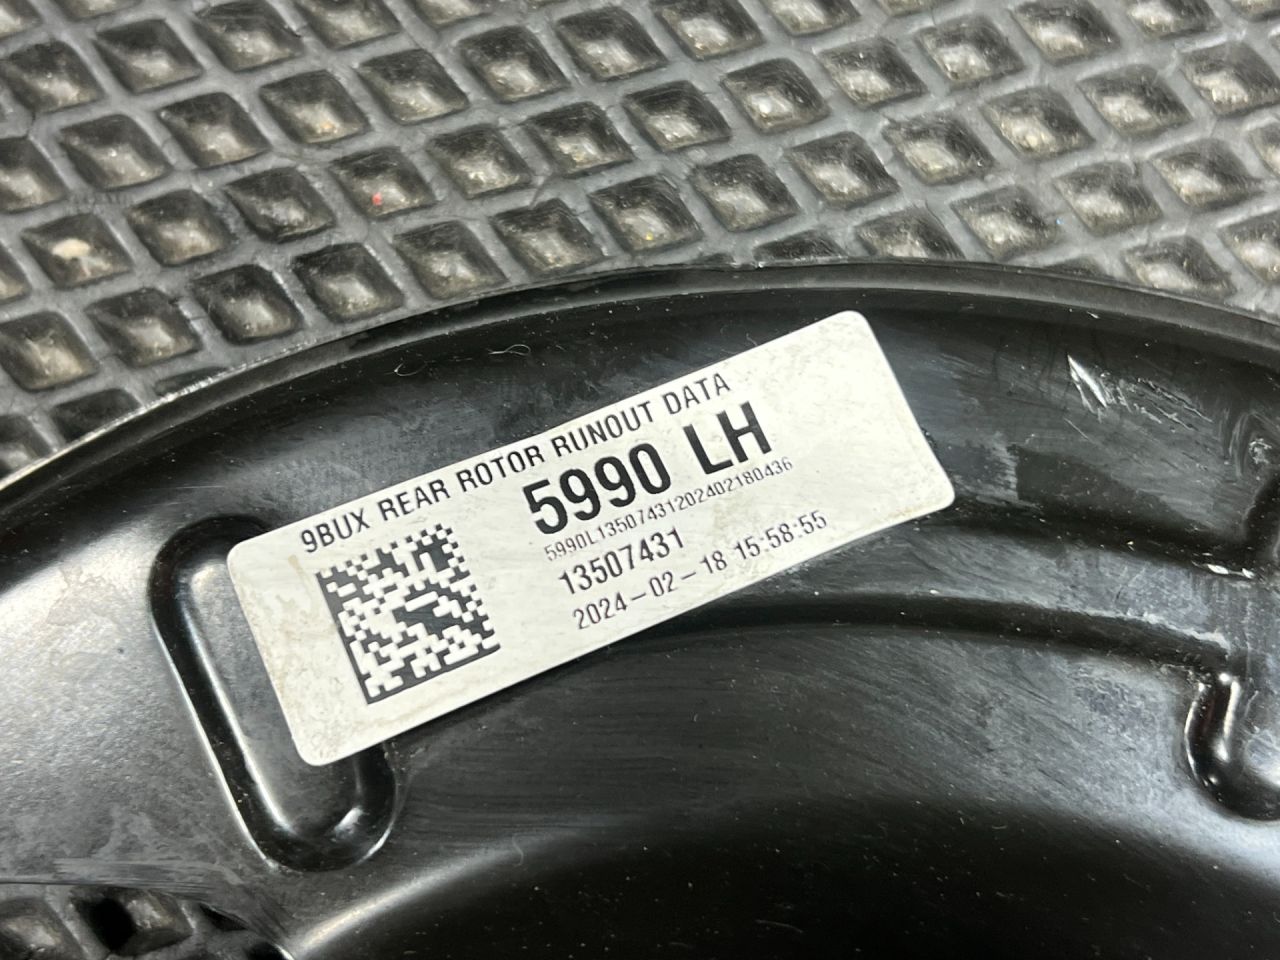 9BUX REAR ROTOR RUNOUT DATA
5990 LH
5990L13507431202402180436
13507431
2024-02-18 15:58:55